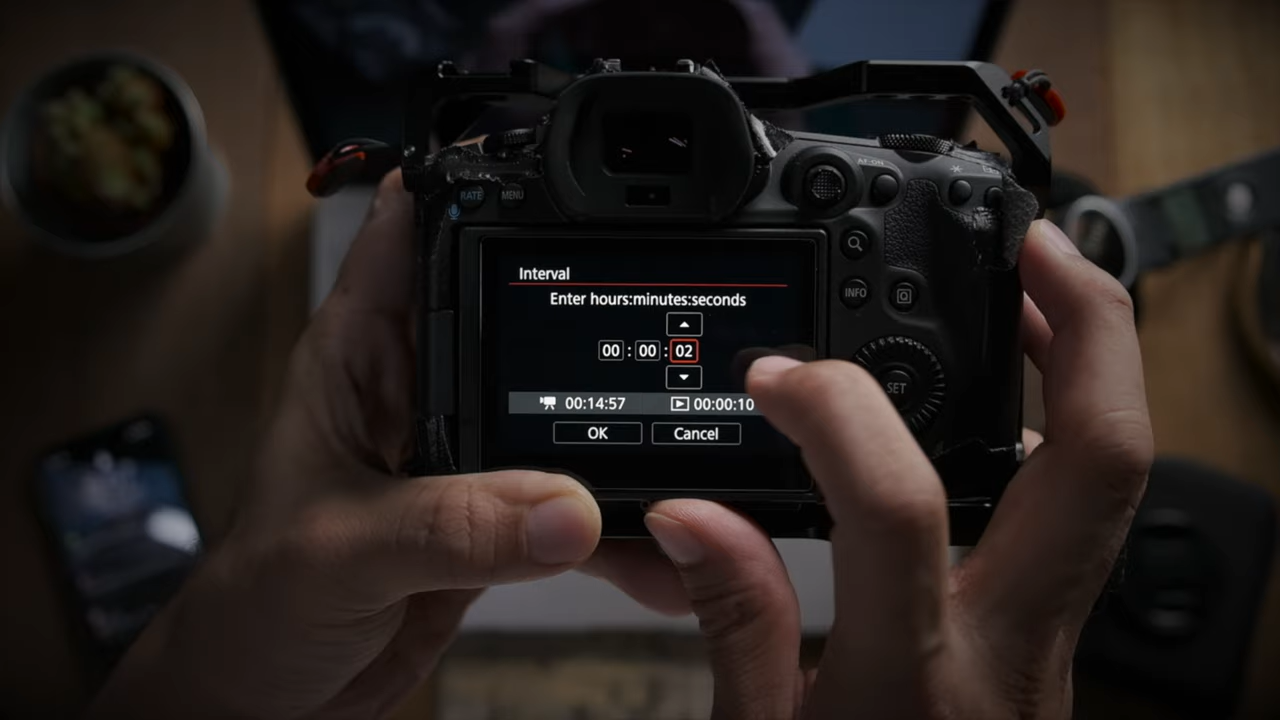 AF-ON
RATE
MENU
INFO
SET
Interval
Enter hours:minutes:seconds
00 : 00 : 02
00:14:57 00:00:10
OK Cancel